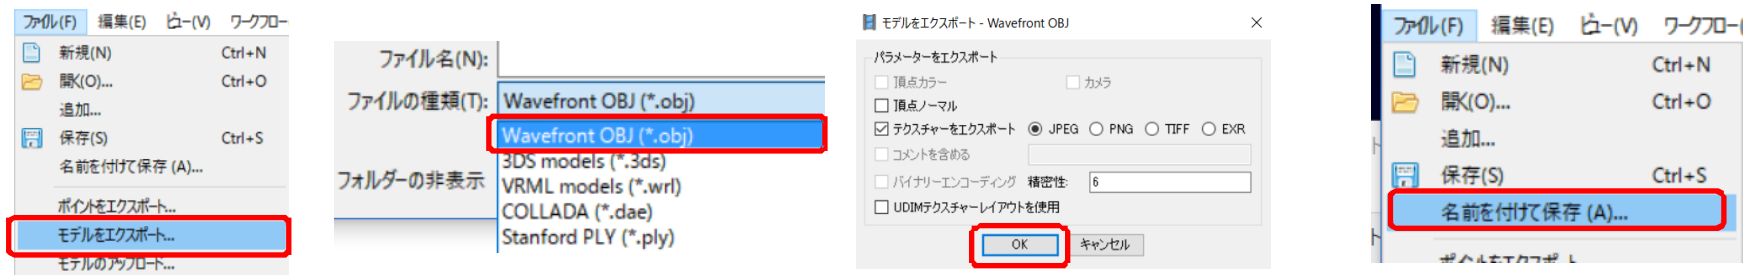 ファイル(F) 編集(E) ビュー(V) ワークフロー
新規(N) Ctrl+N
開く(O)... Ctrl+O
追加...
保存(S) Ctrl+S
名前を付けて保存 (A)...
ポイントをエクスポート...
モデルをエクスポート...
モデルのアップロード...
ファイル名(N):
ファイルの種類(T): Wavefront OBJ (*.obj)
Wavefront OBJ (*.obj)
3DS models (*.3ds)
フォルダーの非表示 VRML models (*.wrl)
COLLADA (*.dae)
Stanford PLY (*.ply)
モデルをエクスポート - Wavefront OBJ
パラメーターをエクスポート
頂点カラー カメラ
頂点ノーマル
テクスチャーをエクスポート JPEG PNG TIFF EXR
コメントを含める
バイナリーエンコーディング 精密性: 6
UDIMテクスチャーレイアウトを使用
OK キャンセル
ファイル(F) 編集(E) ビュー(V) ワークフロー
新規(N) Ctrl+N
開く(O)... Ctrl+O
追加...
保存(S) Ctrl+S
名前を付けて保存 (A)...